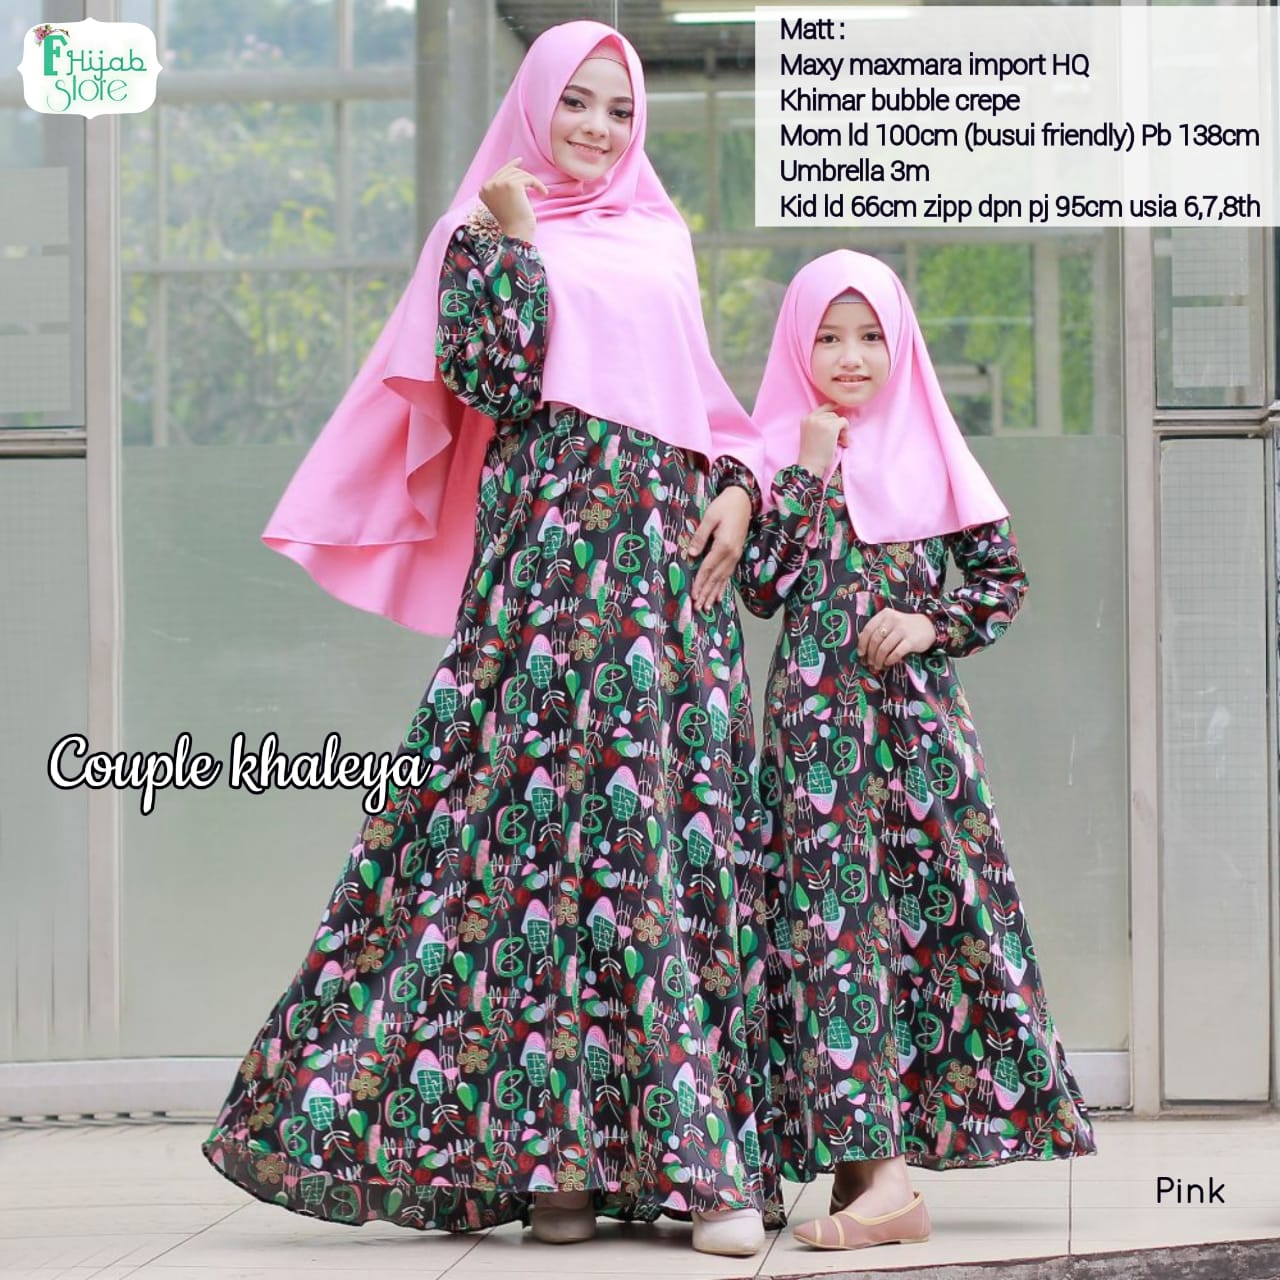 F Hijab
Store
Matt :
Maxy maxmara import HQ
Khimar bubble crepe
Mom ld 100cm (busui friendly) Pb 138cm
Umbrella 3m
Kid ld 66cm zipp dpn pj 95cm usia 6,7,8th
Couple khaleya
Pink